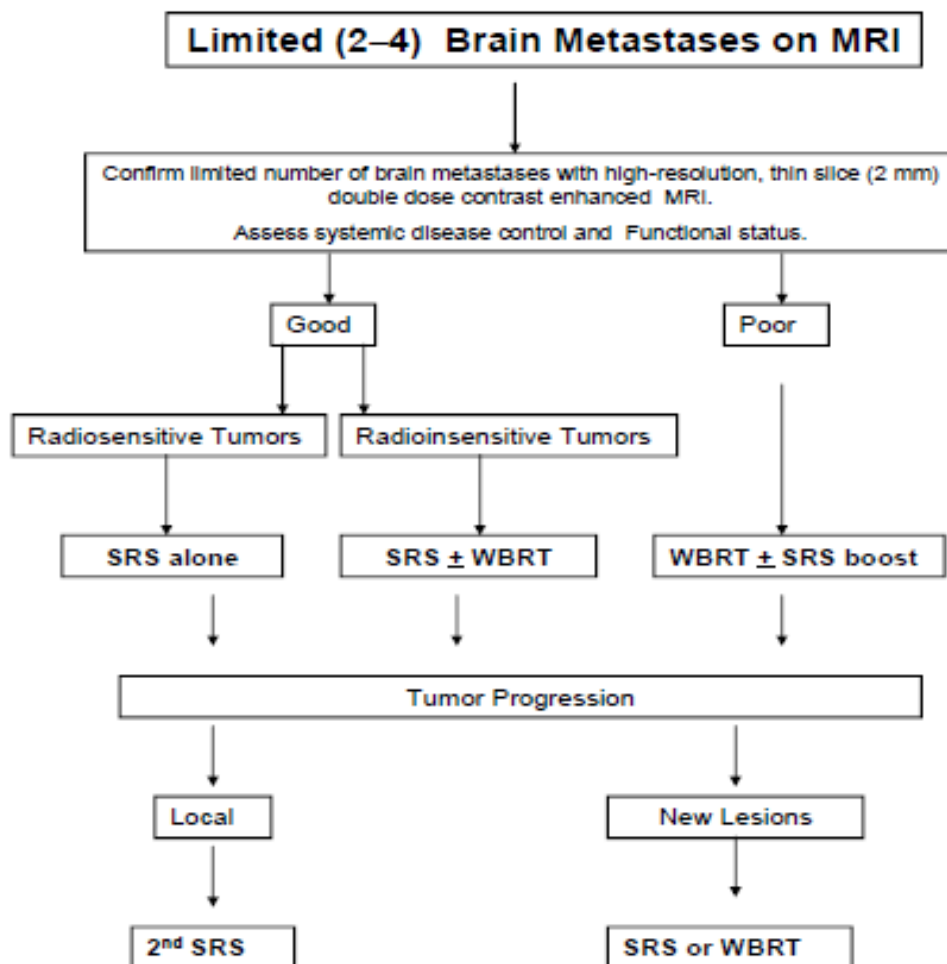 Limited (2–4) Brain Metastases on MRI
Confirm limited number of brain metastases with high-resolution, thin slice (2 mm)
double dose contrast enhanced MRI.
Assess systemic disease control and Functional status.
Good
Poor
Radiosensitive Tumors
Radioinsensitive Tumors
SRS alone
SRS ± WBRT
WBRT ± SRS boost
Tumor Progression
Local
New Lesions
2nd SRS
SRS or WBRT